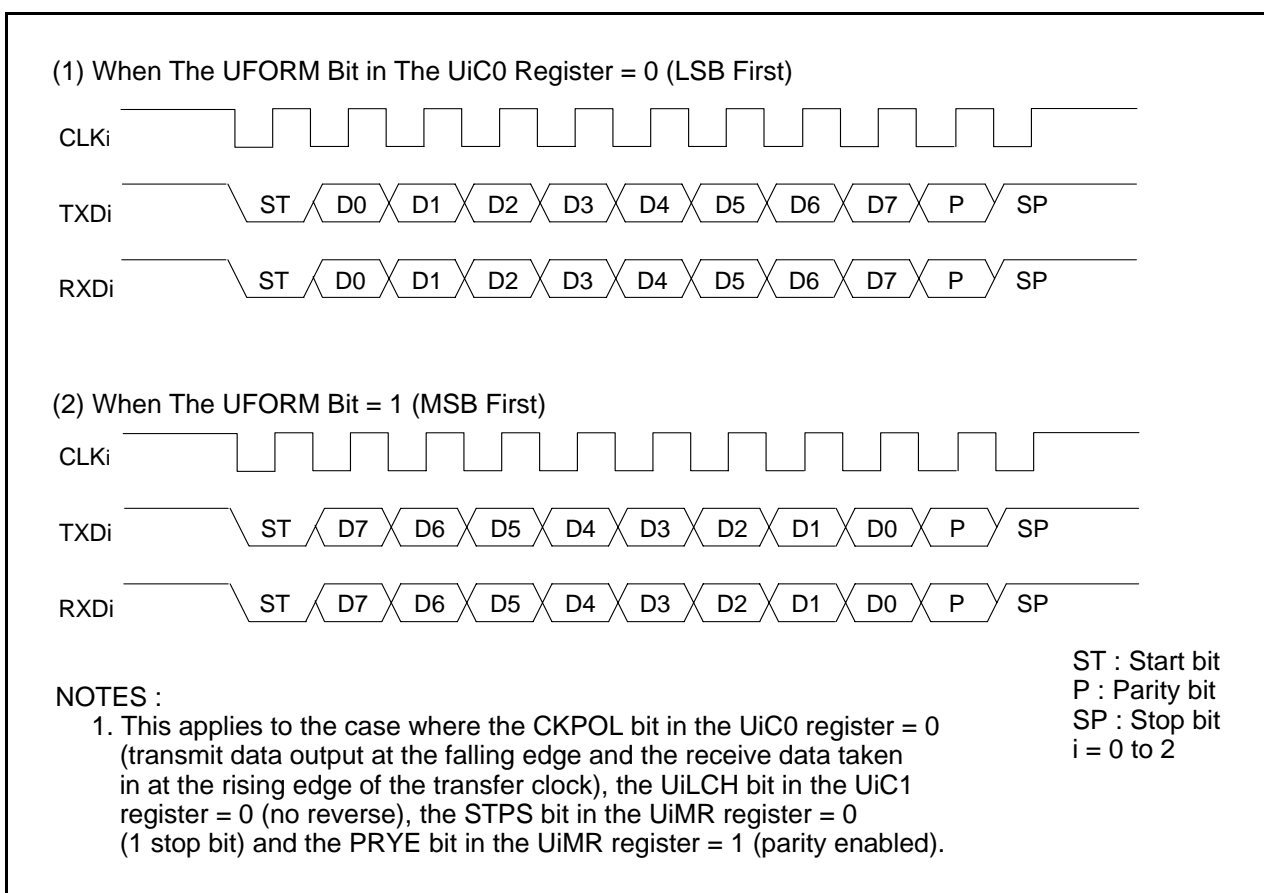 (1) When The UFORM Bit in The UiC0 Register = 0 (LSB First)
CLKi
TXDi ST D0 D1 D2 D3 D4 D5 D6 D7 P SP
RXDi ST D0 D1 D2 D3 D4 D5 D6 D7 P SP
(2) When The UFORM Bit = 1 (MSB First)
CLKi
TXDi ST D7 D6 D5 D4 D3 D2 D1 D0 P SP
RXDi ST D7 D6 D5 D4 D3 D2 D1 D0 P SP
ST : Start bit
P : Parity bit
SP : Stop bit
i = 0 to 2
NOTES :
1. This applies to the case where the CKPOL bit in the UiC0 register = 0
(transmit data output at the falling edge and the receive data taken
in at the rising edge of the transfer clock), the UiLCH bit in the UiC1
register = 0 (no reverse), the STPS bit in the UiMR register = 0
(1 stop bit) and the PRYE bit in the UiMR register = 1 (parity enabled).